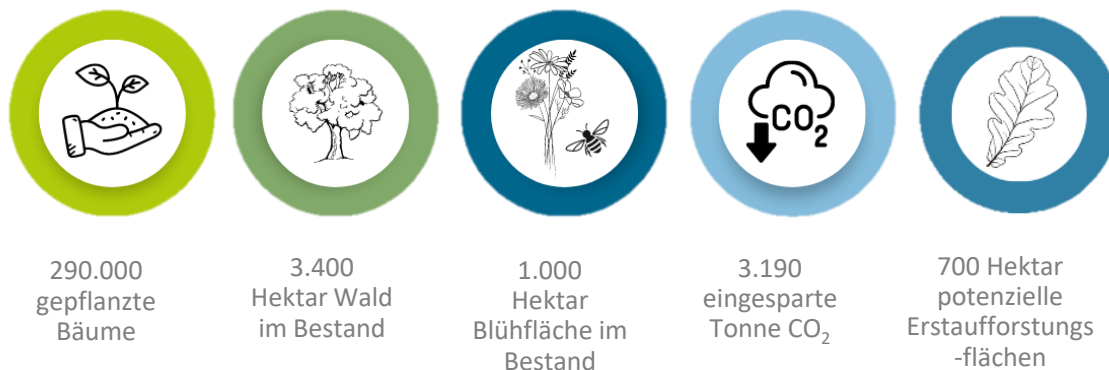 CO₂
290.000
gepflanzte
Bäume
3.400
Hektar Wald
im Bestand
1.000
Hektar
Blühfläche im
Bestand
3.190
eingesparte
Tonne CO₂
700 Hektar
potenzielle
Erstaufforstungs
-flächen